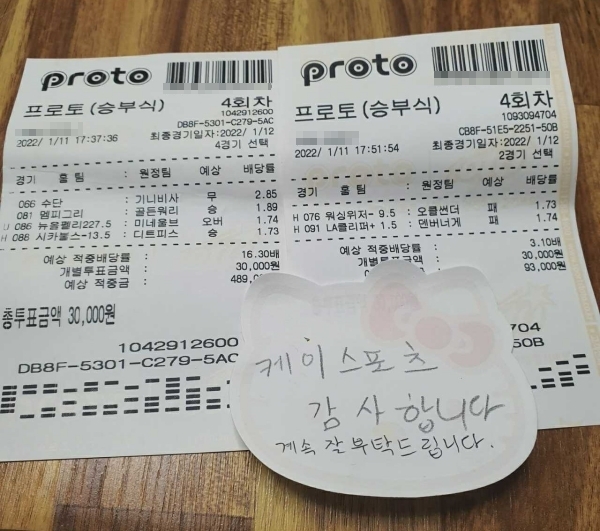 proto
프로토(승부식) 4회차
1042912600
DB8F-5301-C279-5AC
2022/ 1/11 17:37:36 최종경기일자:2022/ 1/12
4경기 선택
경기 홈팀 : 원정팀 예상 배당률
066 수단 : 기니비사 무 2.85
081 멤피그리 : 골든워리 승 1.89
U 086 뉴올펠리227.5 : 미네울브 오버 1.74
H 088 시카불스-13.5 : 디트피스 승 1.73
예상 적중배당률 : 16.30배
개별투표금액 : 30,000원
예상 적중금 : 489,0
총투표금액 30,000원
1042912600
DB8F-5301-C279-5AC
proto
프로토(승부식) 4회차
1093094704
CB8F-51E5-2251-50B
2022/ 1/11 17:51:54 최종경기일자:2022/ 1/12
2경기 선택
경기 홈팀 : 원정팀 예상 배당률
H 076 워싱위저- 9.5 : 오클썬더 패 1.73
H 091 LA클리퍼+ 1.5 : 덴버너게 패 1.74
예상 적중배당률 : 3.10배
개별투표금액 : 30,000원
예상 적중금 : 93,000원
4704
50B
케이스포츠
감사합니다
계속 잘 부탁드립니다.